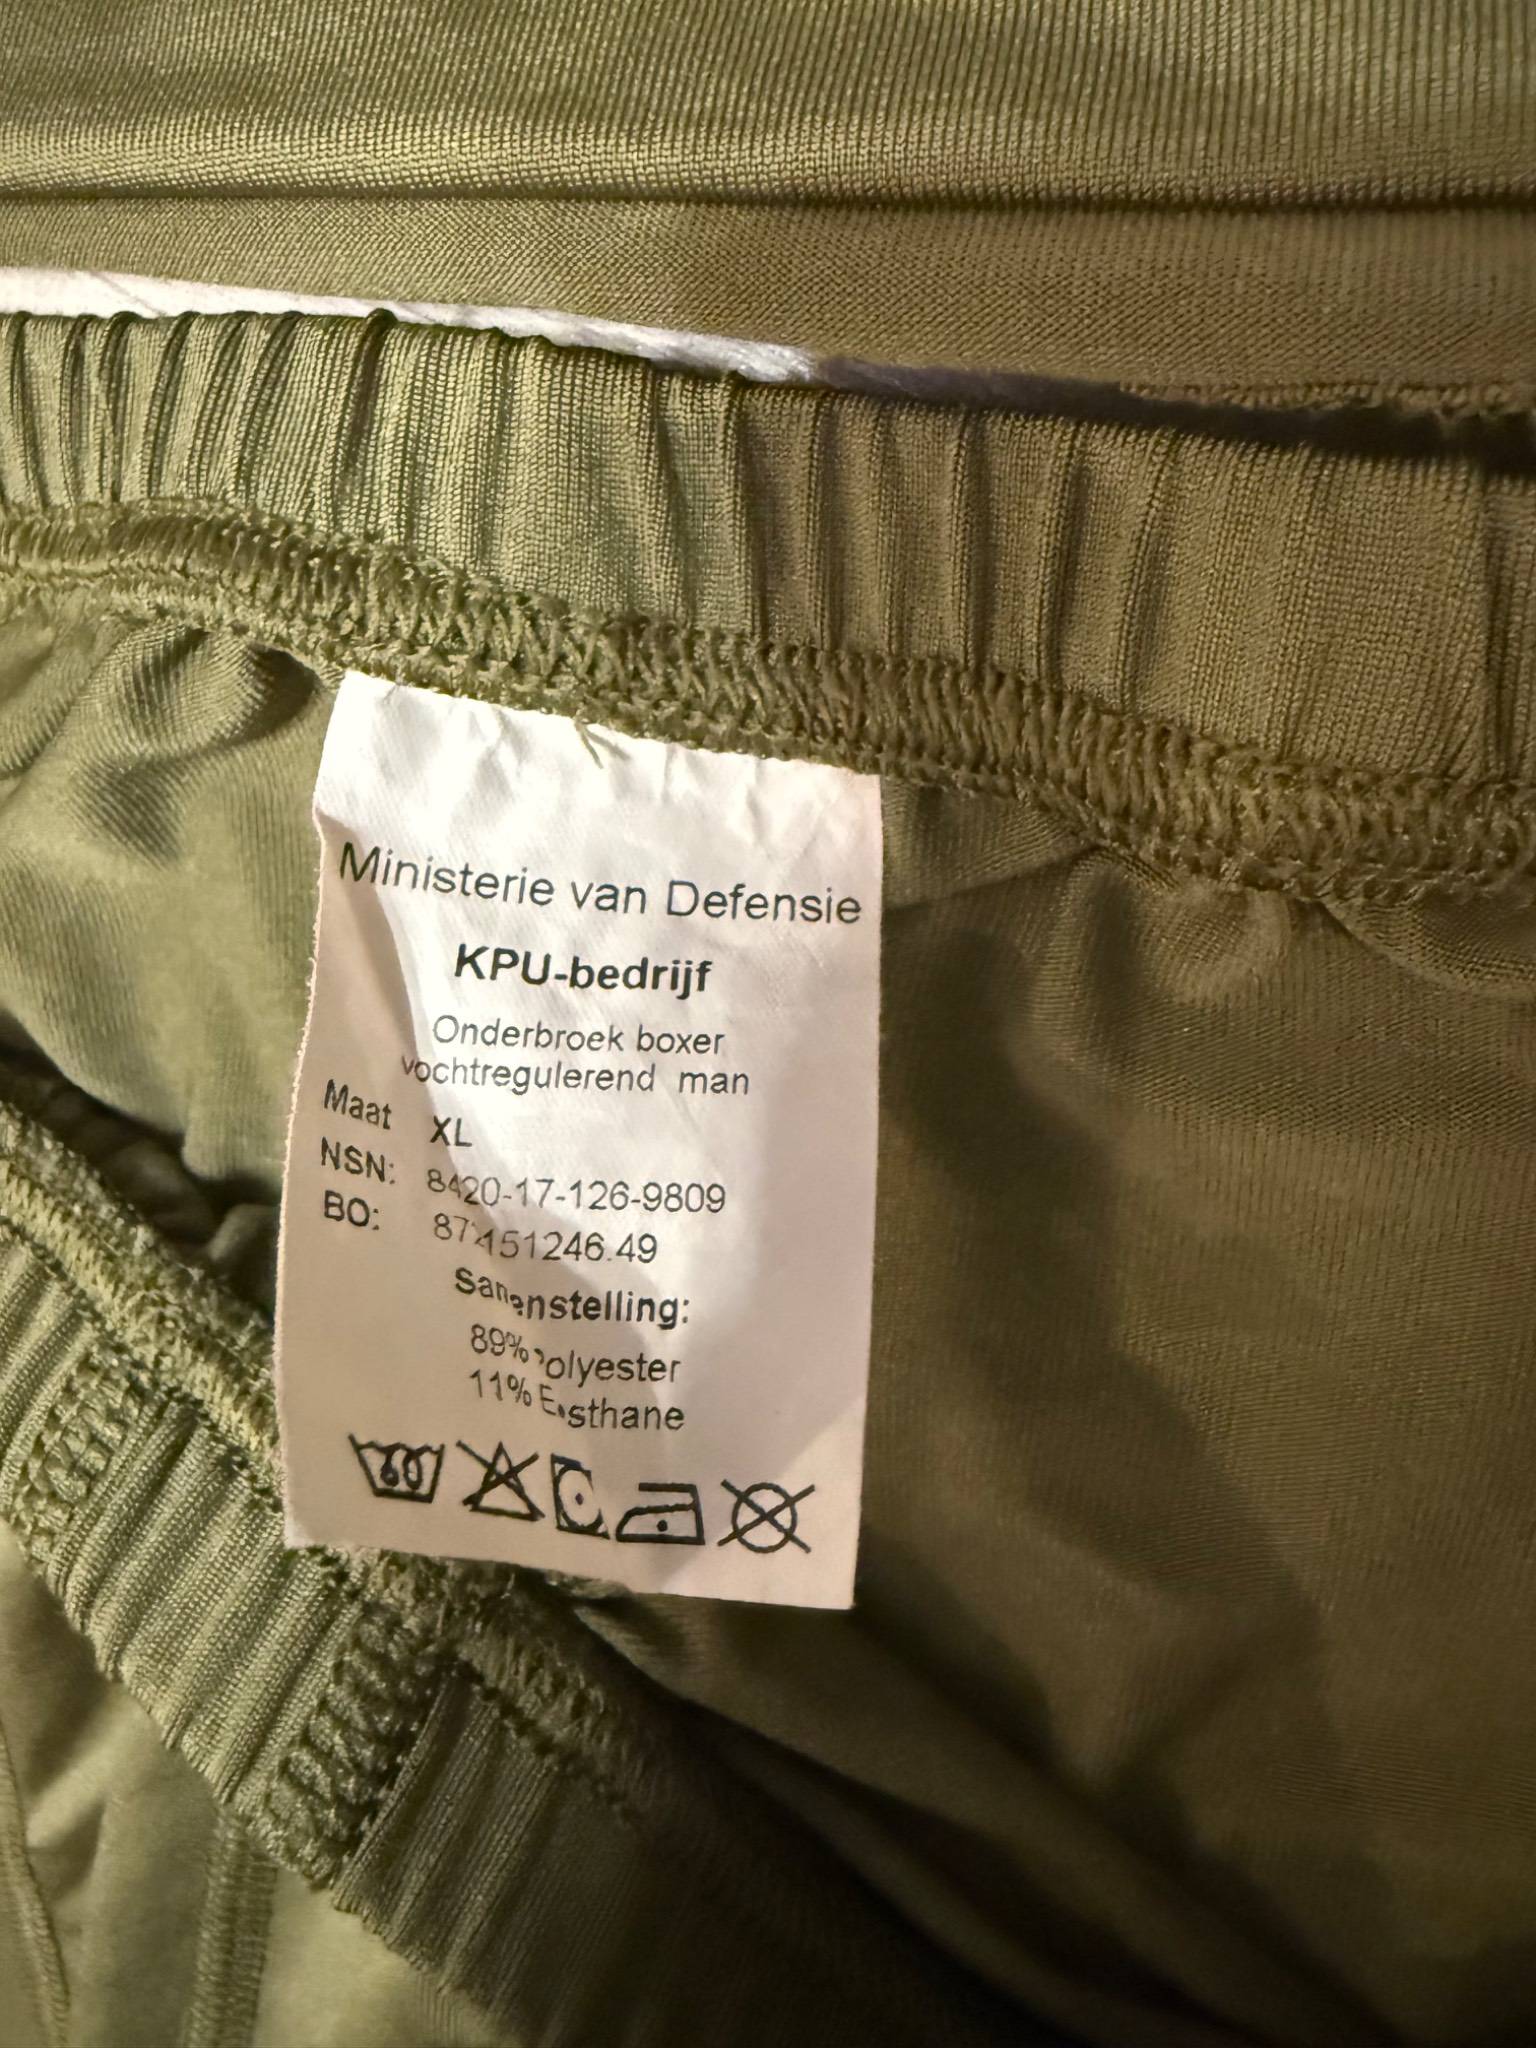 Ministerie van Defensie
KPU-bedrijf
Onderbroek boxer
vochtregulerend man
Maat XL
NSN: 8420-17-126-9809
BO:
89%
11%
60